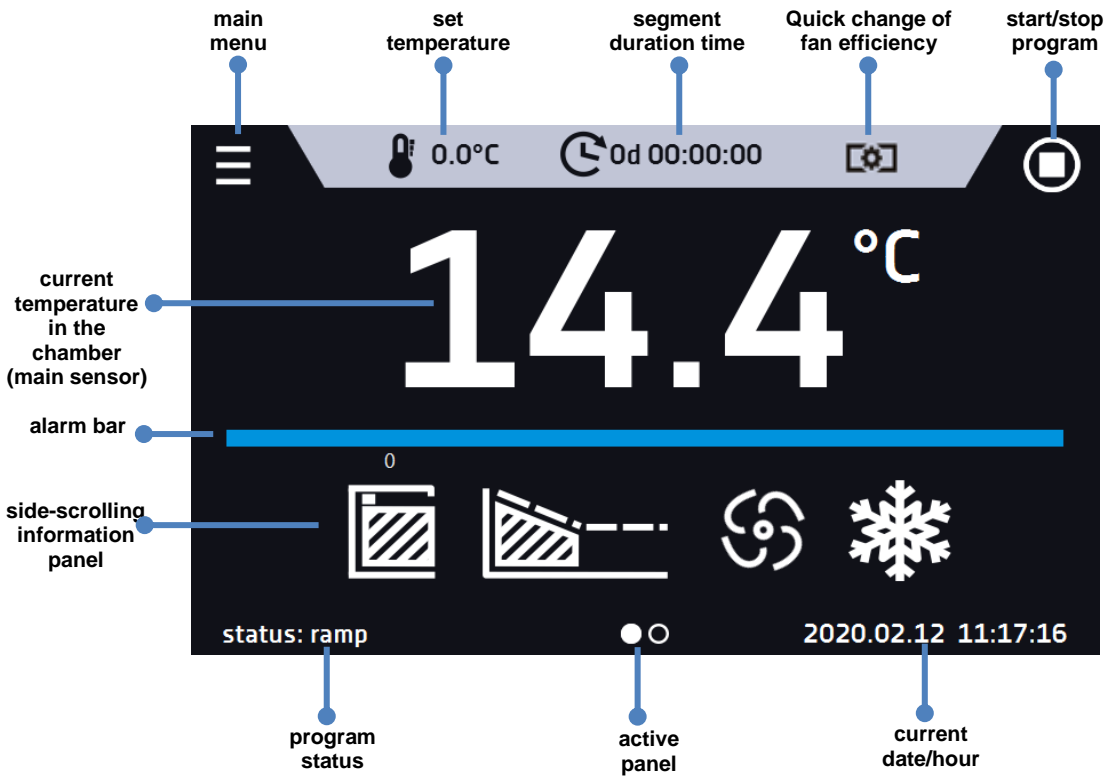 main
menu
set
temperature
segment
duration time
Quick change of
fan efficiency
start/stop
program
0.0°C
0d 00:00:00
14.4 °C
current
temperature
in the
chamber
(main sensor)
alarm bar
0
side-scrolling
information
panel
status: ramp
2020.02.12 11:17:16
program
status
active
panel
current
date/hour